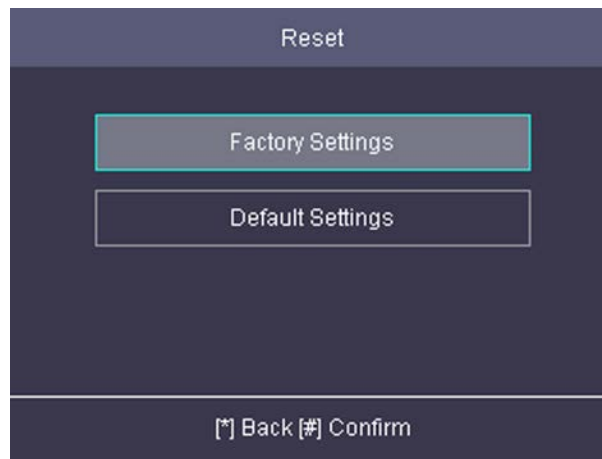 Reset
Factory Settings
Default Settings
[*] Back [#] Confirm